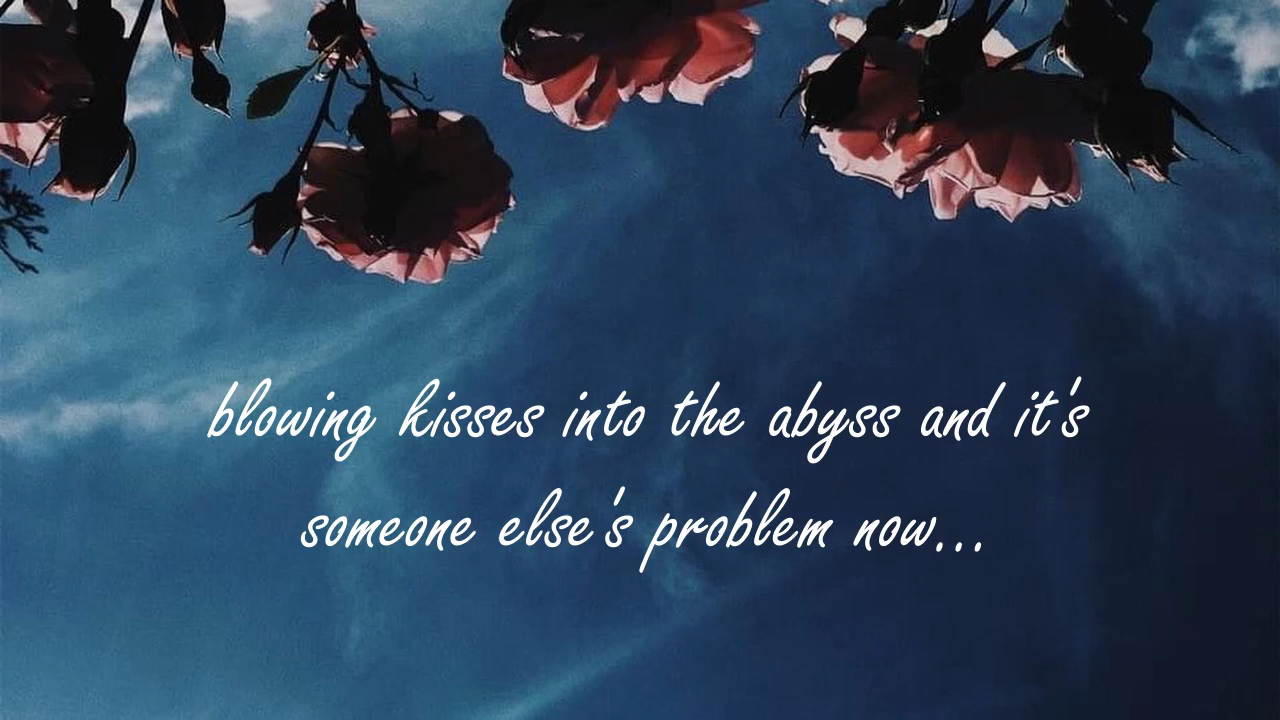 blowing kisses into the abyss and it's
someone else's problem now...